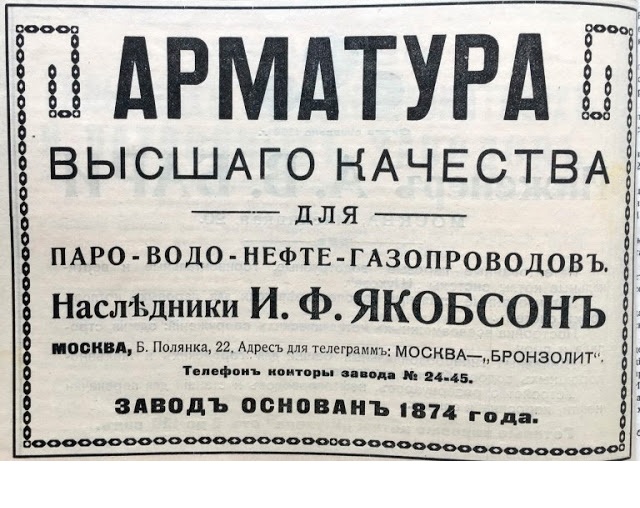 АРМАТУРА
ВЫСШАГО КАЧЕСТВА
ДЛЯ
ПАРО-ВОДО-НЕФТЕ-ГАЗОПРОВОДОВЪ.
Наслѣдники И. Ф. ЯКОБСОНЪ
МОСКВА, Б. Полянка, 22. Адресъ для телеграммъ: МОСКВА—„БРОНЗОЛИТ“.
Телефонъ конторы завода № 24-45.
ЗАВОДЪ ОСНОВАНЪ 1874 года.